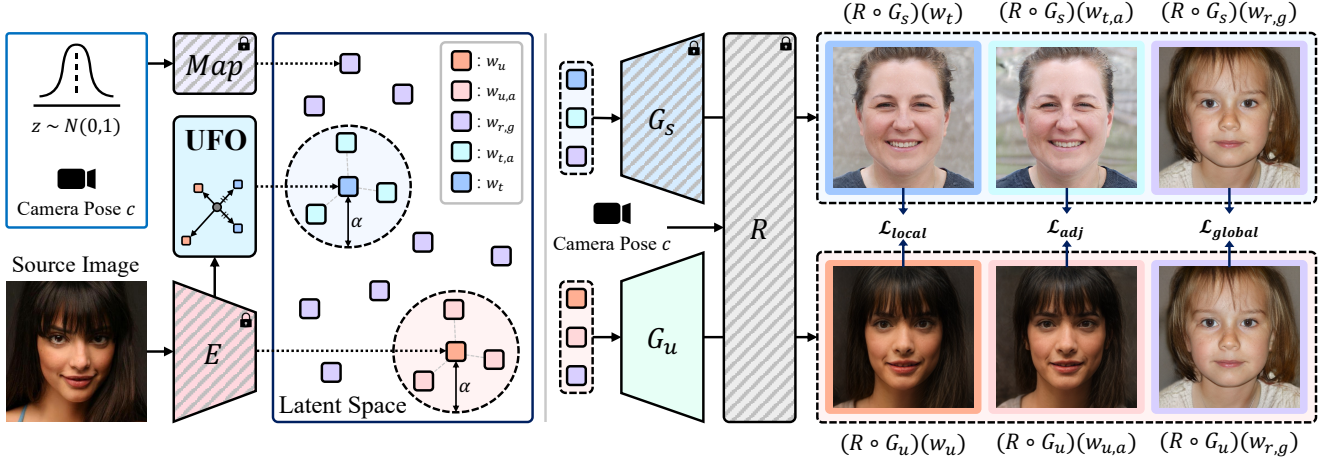 z ~ N(0,1)
Camera Pose c
Source Image
Map
UFO
E
α
α
Latent Space
: w_u
: w_{u,a}
: w_{r,g}
: w_{t,a}
: w_t
G_s
Camera Pose c
G_u
R
(R ∘ G_s)(w_t)
(R ∘ G_s)(w_{t,a})
(R ∘ G_s)(w_{r,g})
ℒ_local
ℒ_adj
ℒ_global
(R ∘ G_u)(w_u)
(R ∘ G_u)(w_{u,a})
(R ∘ G_u)(w_{r,g})